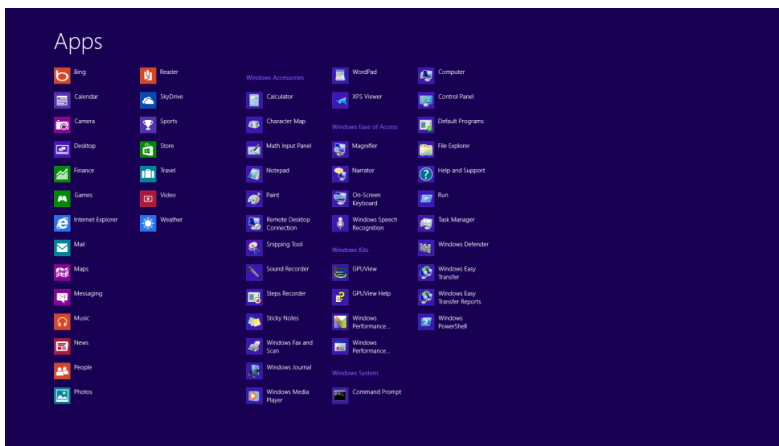 Apps
Bing
Calendar
Camera
Desktop
Finance
Games
Internet Explorer
Mail
Maps
Messaging
Music
News
People
Photos
Reader
SkyDrive
Sports
Store
Travel
Video
Weather
Windows Accessories
Calculator
Character Map
Math Input Panel
Notepad
Paint
Remote Desktop
Connection
Snipping Tool
Sound Recorder
Steps Recorder
Sticky Notes
Windows Fax and
Scan
Windows Journal
Windows Media
Player
WordPad
XPS Viewer
Windows Ease of Access
Magnifier
Narrator
On-Screen
Keyboard
Windows Speech
Recognition
Windows Kits
GPUView
GPUView Help
Windows
Performance...
Windows
Performance...
Windows System
Command Prompt
Computer
Control Panel
Default Programs
File Explorer
Help and Support
Run
Task Manager
Windows Defender
Windows Easy
Transfer
Windows Easy
Transfer Reports
Windows
PowerShell